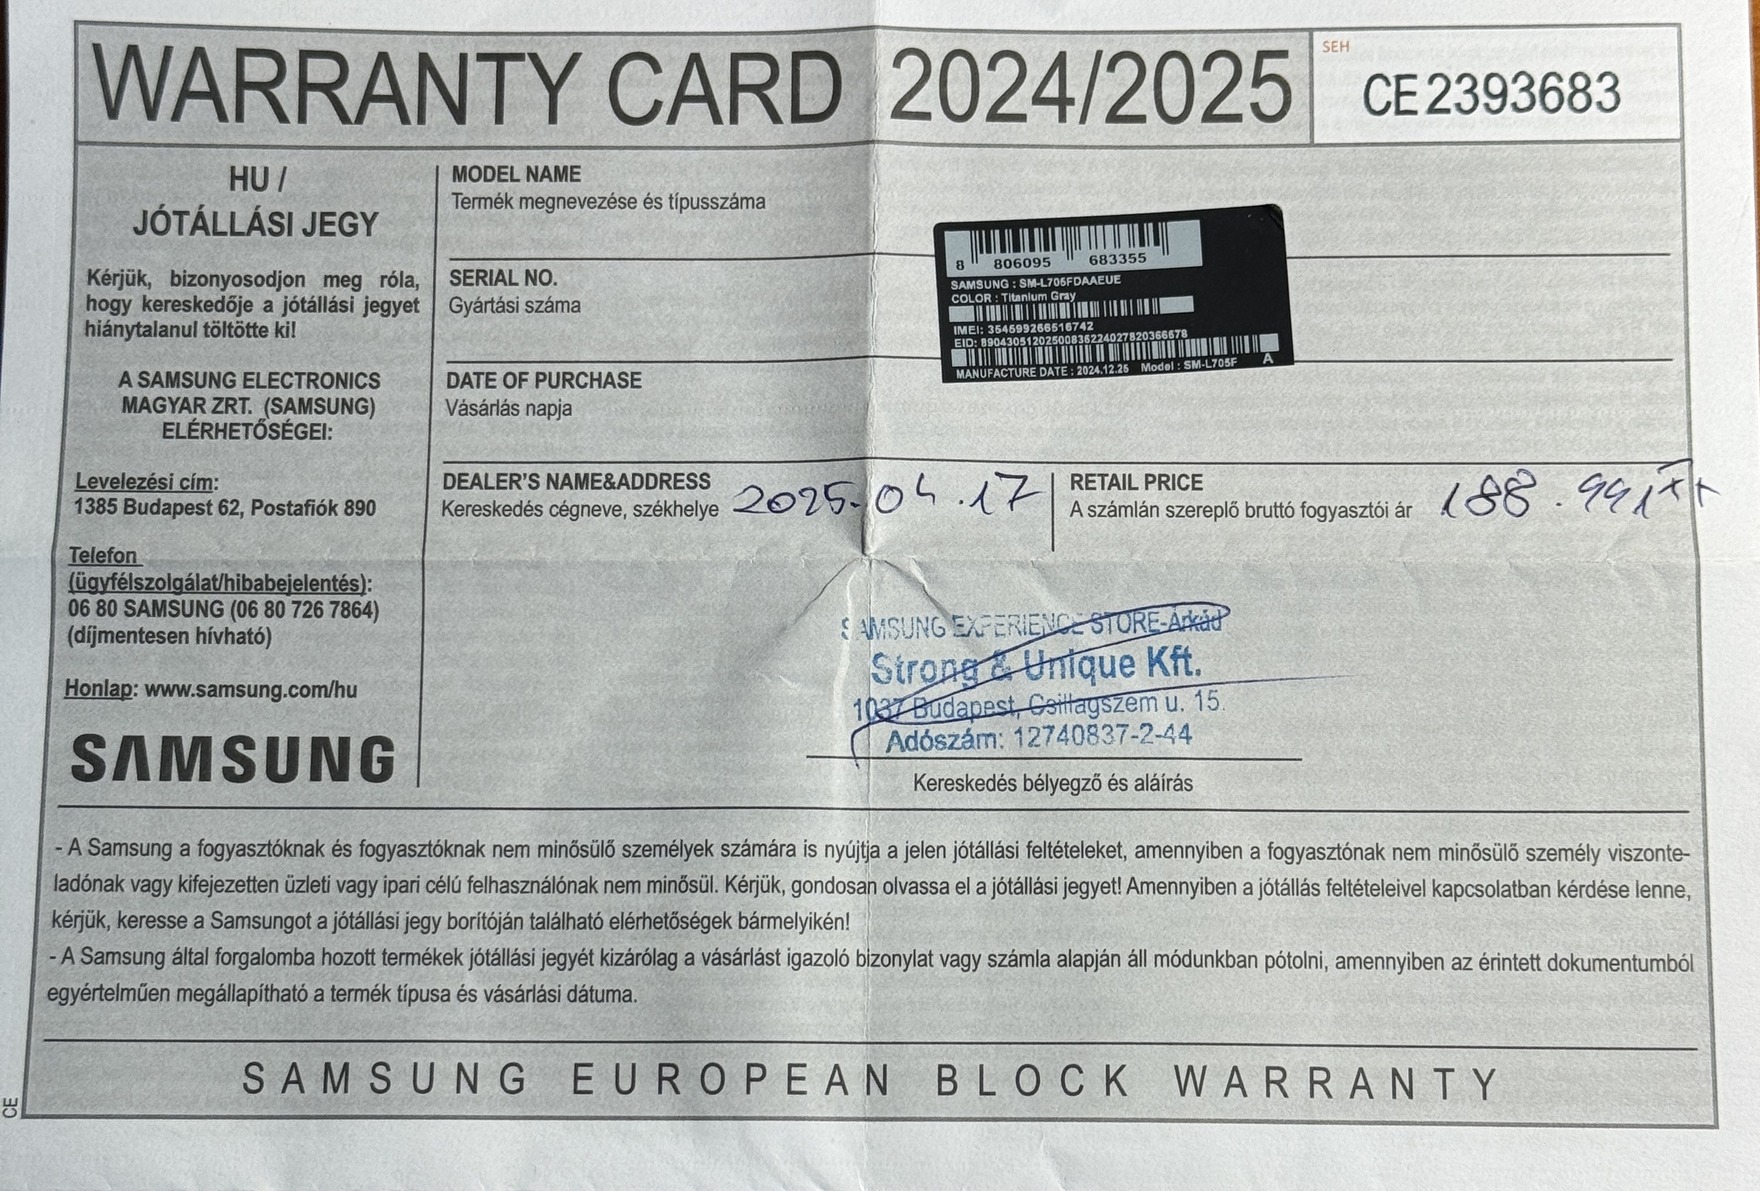 WARRANTY CARD 2024/2025
SEH
CE2393683
HU /
JÓTÁLLÁSI JEGY
Kérjük, bizonyosodjon meg róla,
hogy kereskedője a jótállási jegyet
hiánytalanul töltötte ki!
A SAMSUNG ELECTRONICS
MAGYAR ZRT. (SAMSUNG)
ELÉRHETŐSÉGEI:
Levelezési cím:
1385 Budapest 62, Postafiók 890
Telefon
(ügyfélszolgálat/hibabejelentés):
06 80 SAMSUNG (06 80 726 7864)
(díjmentesen hívható)
Honlap: www.samsung.com/hu
SAMSUNG
MODEL NAME
Termék megnevezése és típusszáma
SERIAL NO.
Gyártási száma
8 806095 683355
SAMSUNG : SM-L705FDAAEUE
COLOR : Titanium Gray
IMEI: 354599266516742
EID: 89043051202500836224027820366678
MANUFACTURE DATE : 2024.12.25 Model : SM-L705F A
DATE OF PURCHASE
Vásárlás napja
DEALER'S NAME&ADDRESS
Kereskedés cégneve, székhelye 2025.04.17
RETAIL PRICE
A számlán szereplő bruttó fogyasztói ár 188.991 Ft
SAMSUNG EXPERIENCE STORE-Árkád
Strong & Unique Kft.
1037 Budapest, Csillagszem u. 15.
Adószám: 12740837-2-44
Kereskedés bélyegző és aláírás
- A Samsung a fogyasztóknak és fogyasztóknak nem minősülő személyek számára is nyújtja a jelen jótállási feltételeket, amennyiben a fogyasztónak nem minősülő személy viszonte-
ladónak vagy kifejezetten üzleti vagy ipari célú felhasználónak nem minősül. Kérjük, gondosan olvassa el a jótállási jegyet! Amennyiben a jótállás feltételeivel kapcsolatban kérdése lenne,
kérjük, keresse a Samsungot a jótállási jegy borítóján található elérhetőségek bármelyikén!
- A Samsung által forgalomba hozott termékek jótállási jegyét kizárólag a vásárlást igazoló bizonylat vagy számla alapján áll módunkban pótolni, amennyiben az érintett dokumentumból
egyértelműen megállapítható a termék típusa és vásárlási dátuma.
SAMSUNG EUROPEAN BLOCK WARRANTY
CE